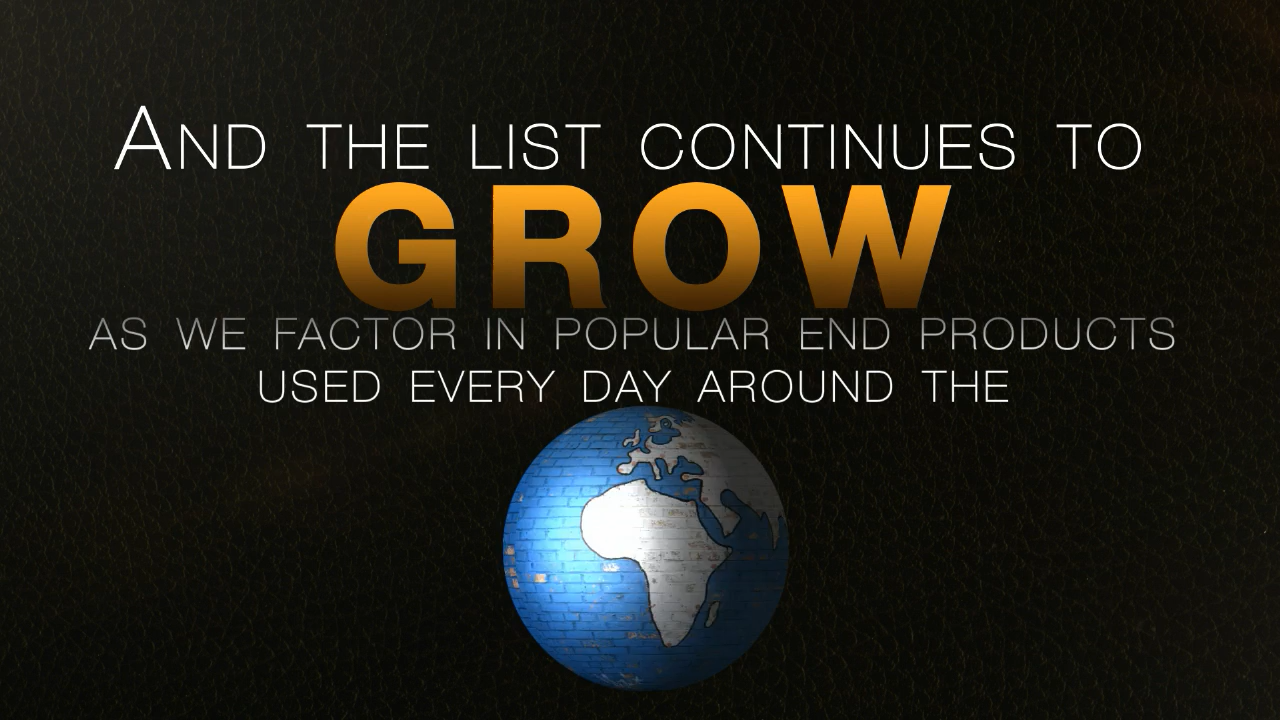 AND THE LIST CONTINUES TO
GROW
AS WE FACTOR IN POPULAR END PRODUCTS
USED EVERY DAY AROUND THE